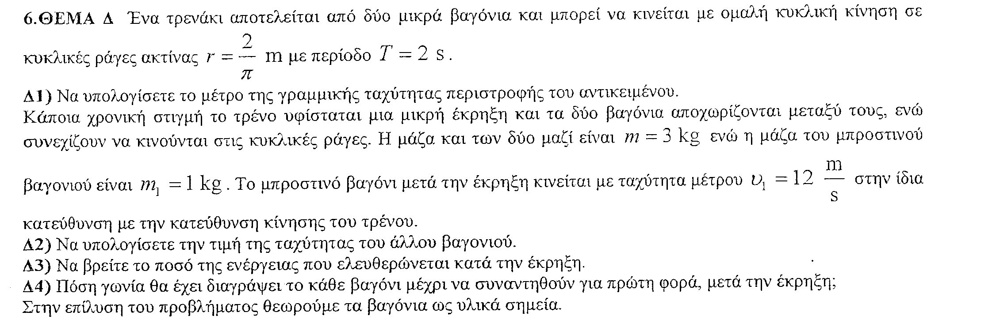 6.ΘΕΜΑ Δ Ένα τρενάκι αποτελείται από δύο μικρά βαγόνια και μπορεί να κινείται με ομαλή κυκλική κίνηση σε
κυκλικές ράγες ακτίνας r = 2/π m με περίοδο T = 2 s.
Δ1) Να υπολογίσετε το μέτρο της γραμμικής ταχύτητας περιστροφής του αντικειμένου.
Κάποια χρονική στιγμή το τρένο υφίσταται μια μικρή έκρηξη και τα δύο βαγόνια αποχωρίζονται μεταξύ τους, ενώ
συνεχίζουν να κινούνται στις κυκλικές ράγες. Η μάζα και των δύο μαζί είναι m = 3 kg ενώ η μάζα του μπροστινού
βαγονιού είναι m₁ = 1 kg. Το μπροστινό βαγόνι μετά την έκρηξη κινείται με ταχύτητα μέτρου υ₁ = 12 m/s στην ίδια
κατεύθυνση με την κατεύθυνση κίνησης του τρένου.
Δ2) Να υπολογίσετε την τιμή της ταχύτητας του άλλου βαγονιού.
Δ3) Να βρείτε το ποσό της ενέργειας που ελευθερώνεται κατά την έκρηξη.
Δ4) Πόση γωνία θα έχει διαγράψει το κάθε βαγόνι μέχρι να συναντηθούν για πρώτη φορά, μετά την έκρηξη;
Στην επίλυση του προβλήματος θεωρούμε τα βαγόνια ως υλικά σημεία.